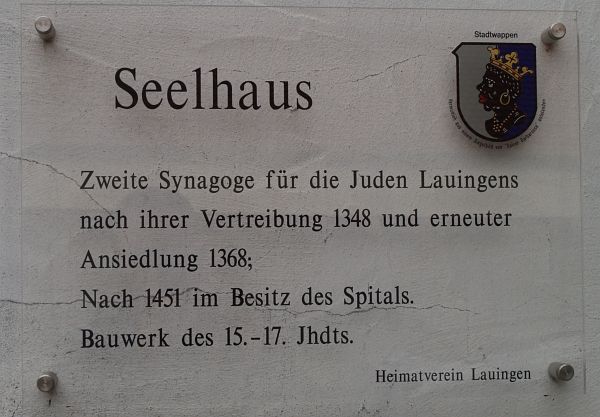 Stadtwappen
Seelhaus
Zweite Synagoge für die Juden Lauingens
nach ihrer Vertreibung 1348 und erneuter
Ansiedlung 1368;
Nach 1451 im Besitz des Spitals.
Bauwerk des 15.-17. Jhdts.
Heimatverein Lauingen